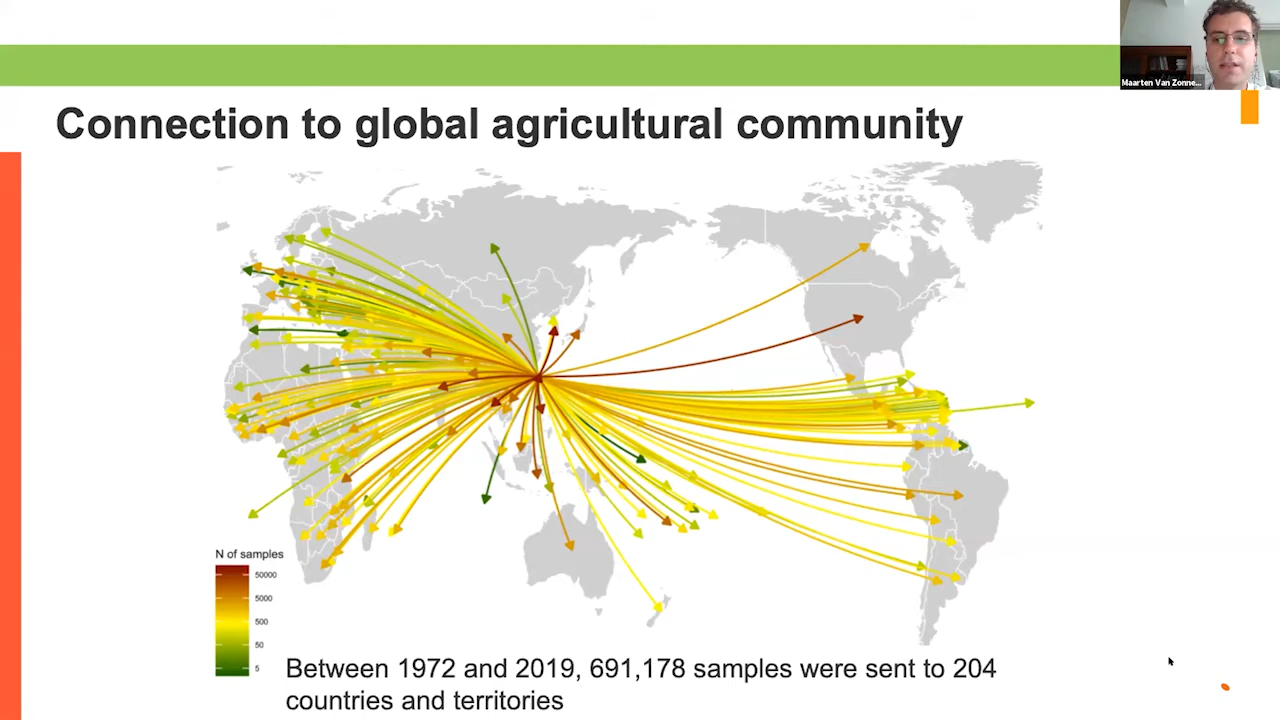 Maarten Van Zonne...
Connection to global agricultural community
N of samples
50000
5000
500
50
5
Between 1972 and 2019, 691,178 samples were sent to 204
countries and territories